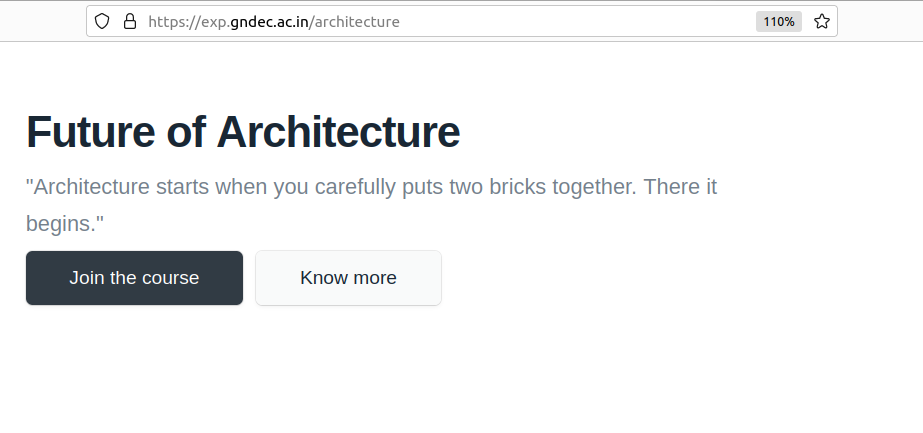 https://exp.gndec.ac.in/architecture 110%
Future of Architecture
"Architecture starts when you carefully puts two bricks together. There it
begins."
Join the course Know more